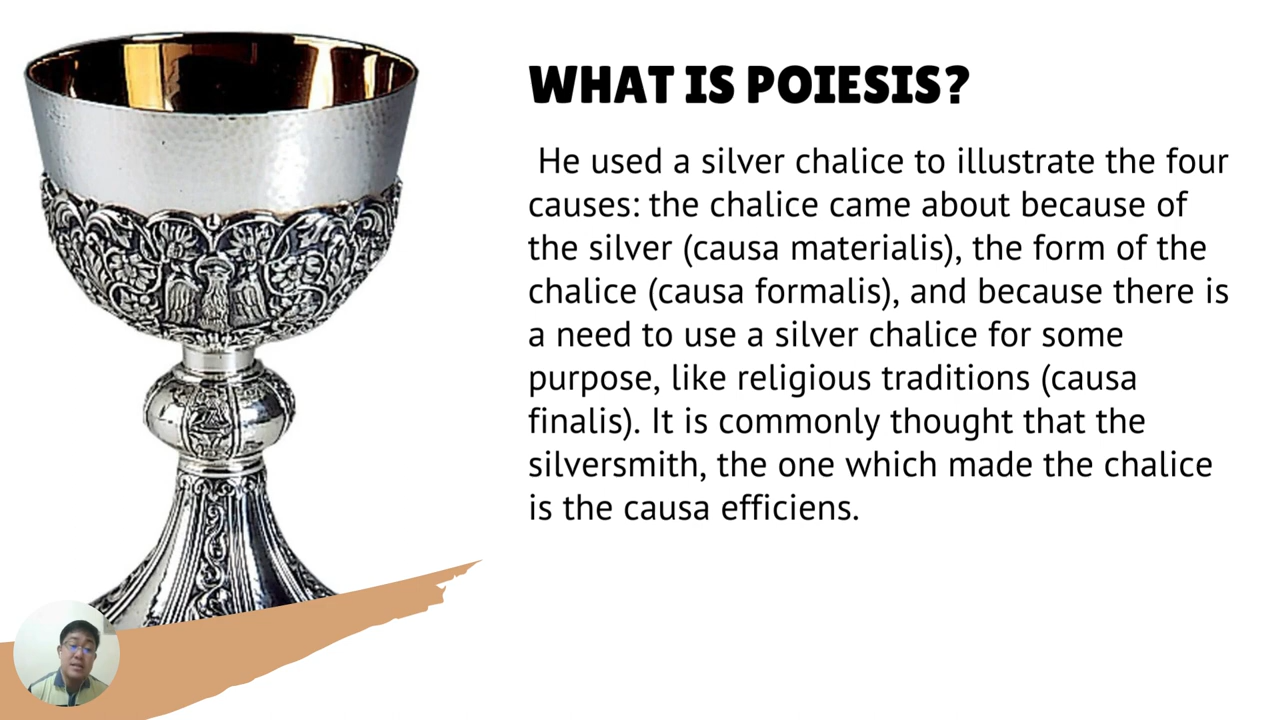 WHAT IS POIESIS?
He used a silver chalice to illustrate the four
causes: the chalice came about because of
the silver (causa materialis), the form of the
chalice (causa formalis), and because there is
a need to use a silver chalice for some
purpose, like religious traditions (causa
finalis). It is commonly thought that the
silversmith, the one which made the chalice
is the causa efficiens.